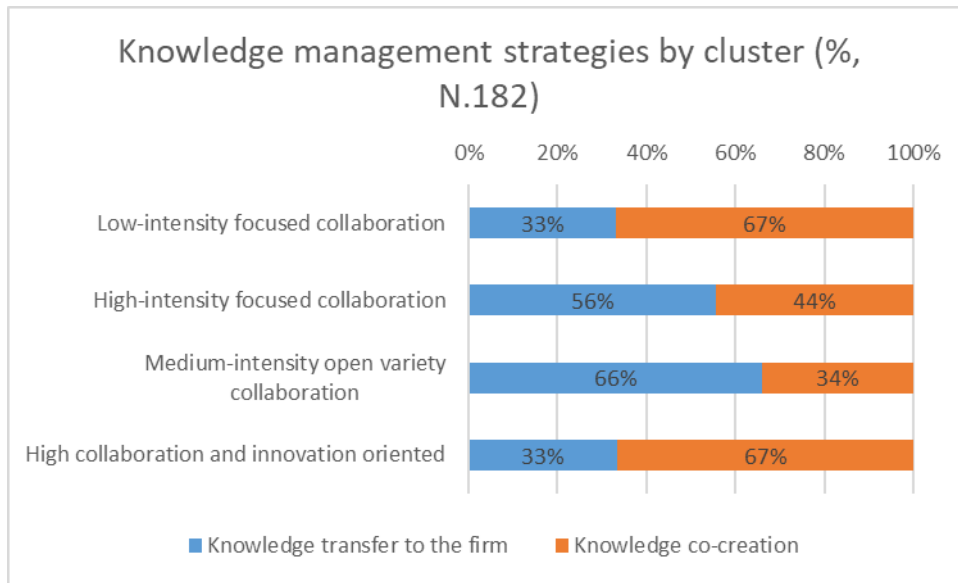 Knowledge management strategies by cluster (%,
N.182)
0% 20% 40% 60% 80% 100%
Low-intensity focused collaboration 33% 67%
High-intensity focused collaboration 56% 44%
Medium-intensity open variety
collaboration 66% 34%
High collaboration and innovation oriented 33% 67%
Knowledge transfer to the firm Knowledge co-creation